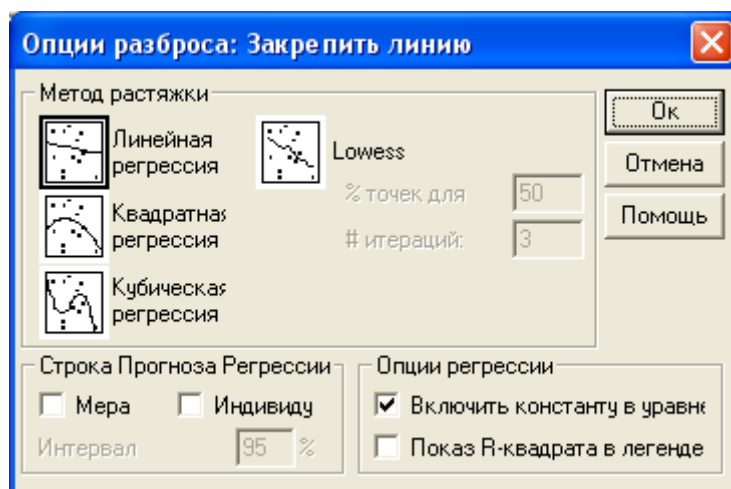 Опции разброса: Закрепить линию
Метод растяжки
Линейная
регрессия
Lowess
% точек для
50
# итераций:
3
Квадратная
регрессия
Кубическая
регрессия
Ок
Отмена
Помощь
Строка Прогноза Регрессии
Мера
Индивиду
Интервал
95 %
Опции регрессии
Включить константу в уравне
Показ R-квадрата в легенде